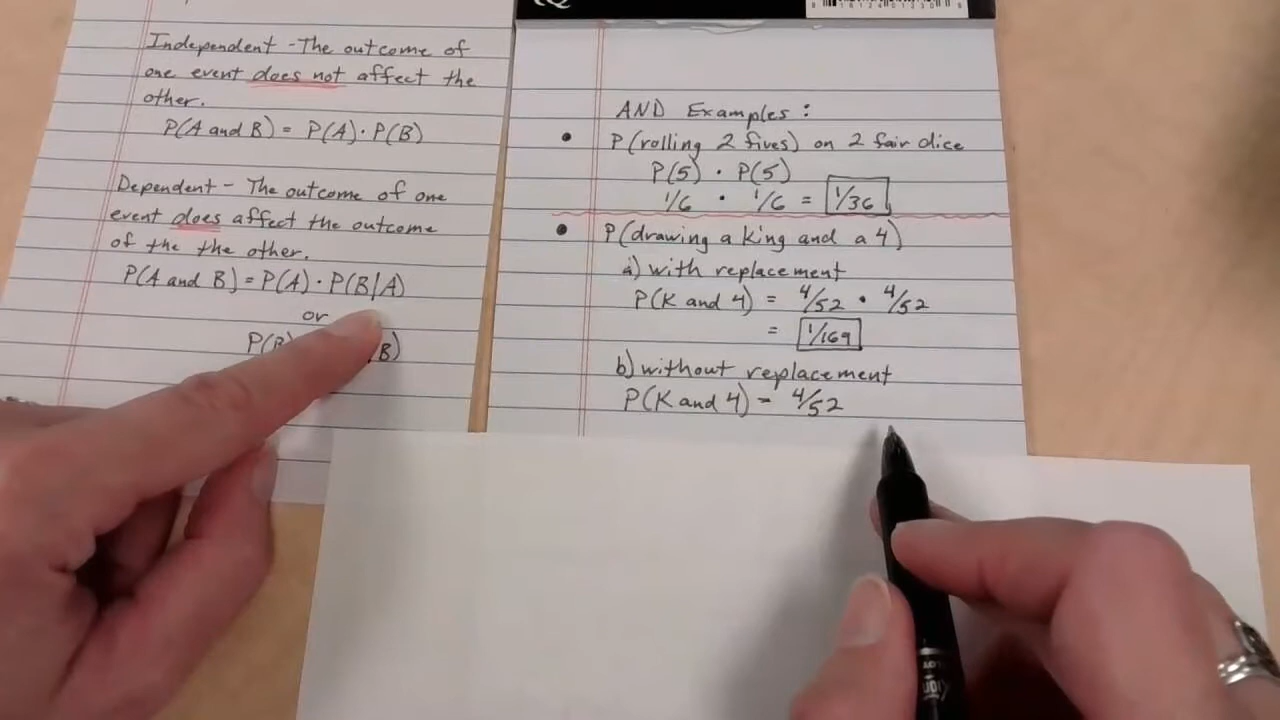 Independent - The outcome of
one event does not affect the
other.
P(A and B) = P(A) · P(B)
Dependent - The outcome of one
event does affect the outcome
of the the other.
P(A and B) = P(A) · P(B|A)
or
P(B) B)
AND Examples:
• P(rolling 2 fives) on 2 fair dice
P(5) · P(5)
1/6 · 1/6 = 1/36
• P(drawing a King and a 4)
a) with replacement
P(K and 4) = 4/52 · 4/52
= 1/169
b) without replacement
P(K and 4) = 4/52